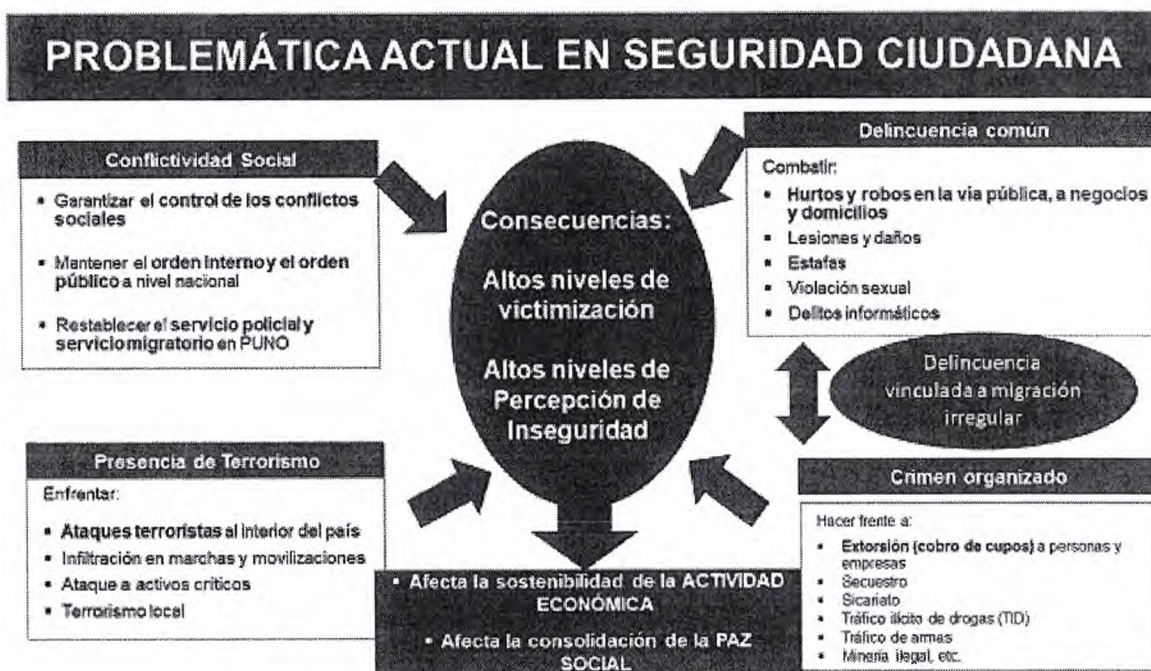 PROBLEMÁTICA ACTUAL EN SEGURIDAD CIUDADANA
Conflictividad Social
▪ Garantizar el control de los conflictos
sociales
▪ Mantener el orden interno y el orden
público a nivel nacional
▪ Restablecer el servicio policial y
servicio migratorio en PUNO
Presencia de Terrorismo
Enfrentar:
▪ Ataques terroristas al interior del país
▪ Infiltración en marchas y movilizaciones
▪ Ataque a activos críticos
▪ Terrorismo local
Consecuencias:
Altos niveles de
victimización
Altos niveles de
Percepción de
Inseguridad
▪ Afecta la sostenibilidad de la ACTIVIDAD
ECONÓMICA
▪ Afecta la consolidación de la PAZ
SOCIAL
Delincuencia común
Combatir:
▪ Hurtos y robos en la vía pública, a negocios
y domicilios
▪ Lesiones y daños
▪ Estafas
▪ Violación sexual
▪ Delitos informáticos
Delincuencia
vinculada a migración
irregular
Crimen organizado
Hacer frente a:
▪ Extorsión (cobro de cupos) a personas y
empresas
▪ Secuestro
▪ Sicariato
▪ Tráfico ilícito de drogas (TID)
▪ Tráfico de armas
▪ Minería ilegal, etc.